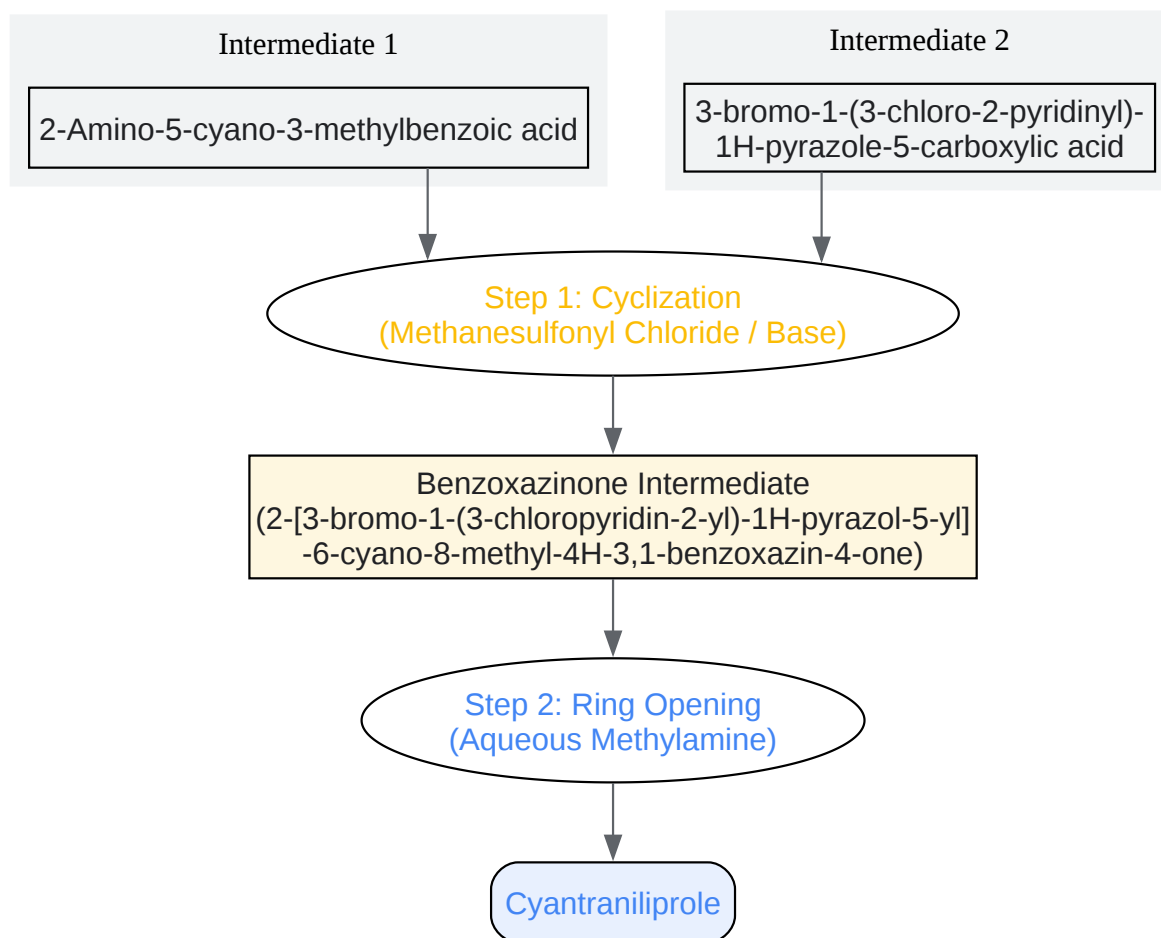 Intermediate 1
Intermediate 2
2-Amino-5-cyano-3-methylbenzoic acid
3-bromo-1-(3-chloro-2-pyridinyl)-
1H-pyrazole-5-carboxylic acid
Step 1: Cyclization
(Methanesulfonyl Chloride / Base)
Benzoxazinone Intermediate
(2-[3-bromo-1-(3-chloropyridin-2-yl)-1H-pyrazol-5-yl]
-6-cyano-8-methyl-4H-3,1-benzoxazin-4-one)
Step 2: Ring Opening
(Aqueous Methylamine)
Cyantraniliprole